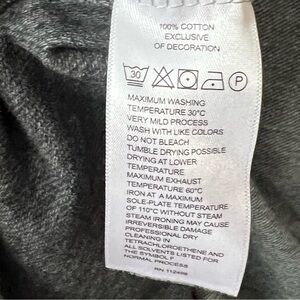 100% COTTON
EXCLUSIVE
OF DECORATION
30 P
MAXIMUM WASHING
TEMPERATURE 30°C
VERY MILD PROCESS
WASH WITH LIKE COLORS
DO NOT BLEACH
TUMBLE DRYING POSSIBLE
DRYING AT LOWER
TEMPERATURE.
MAXIMUM EXHAUST
TEMPERATURE 60°C
IRON AT A MAXIMUM
SOLE-PLATE TEMPERATURE
OF 110°C WITHOUT STEAM
STEAM IRONING MAY CAUSE
IRREVERSIBLE DAMAGE
PROFESSIONAL DRY
CLEANING IN
TETRACHLOROETHENE AND
ALL SOLVENTS LISTED FOR
THE SYMBOL F
NORMAL PROCESS
RN 112499